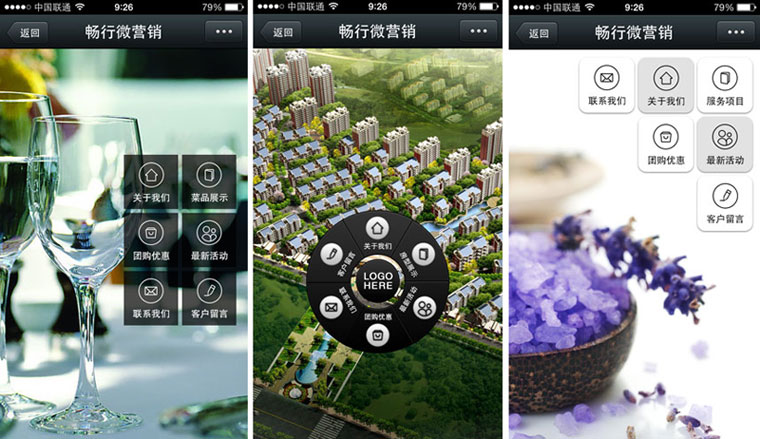 中国联通 9:26 79%
返回 畅行微营销
关于我们 菜品展示
团购优惠 最新活动
联系我们 客户留言
中国联通 9:26 79%
返回 畅行微营销
关于我们
客户留言 房型展示
LOGO
HERE
联系我们 最新活动
团购优惠
中国联通 9:26 79%
返回 畅行微营销
联系我们 关于我们 服务项目
团购优惠 最新活动
客户留言